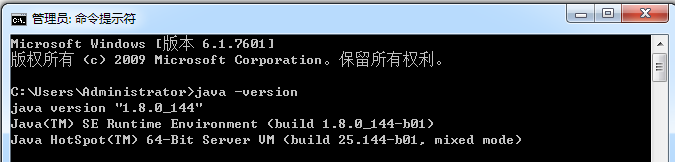 管理员: 命令提示符
Microsoft Windows [版本 6.1.7601]
版权所有 (c) 2009 Microsoft Corporation。保留所有权利。
C:\Users\Administrator>java -version
java version "1.8.0_144"
Java(TM) SE Runtime Environment (build 1.8.0_144-b01)
Java HotSpot(TM) 64-Bit Server VM (build 25.144-b01, mixed mode)